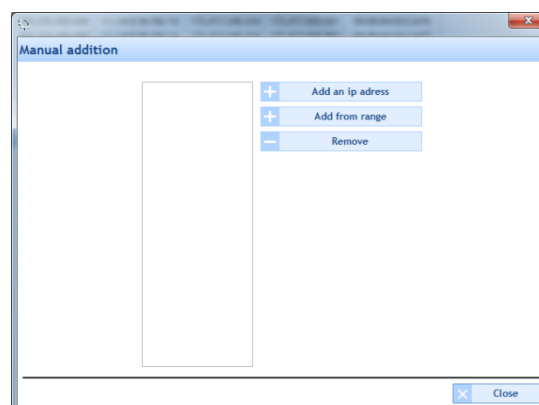 Manual addition
Add an ip adress
Add from range
Remove
Close